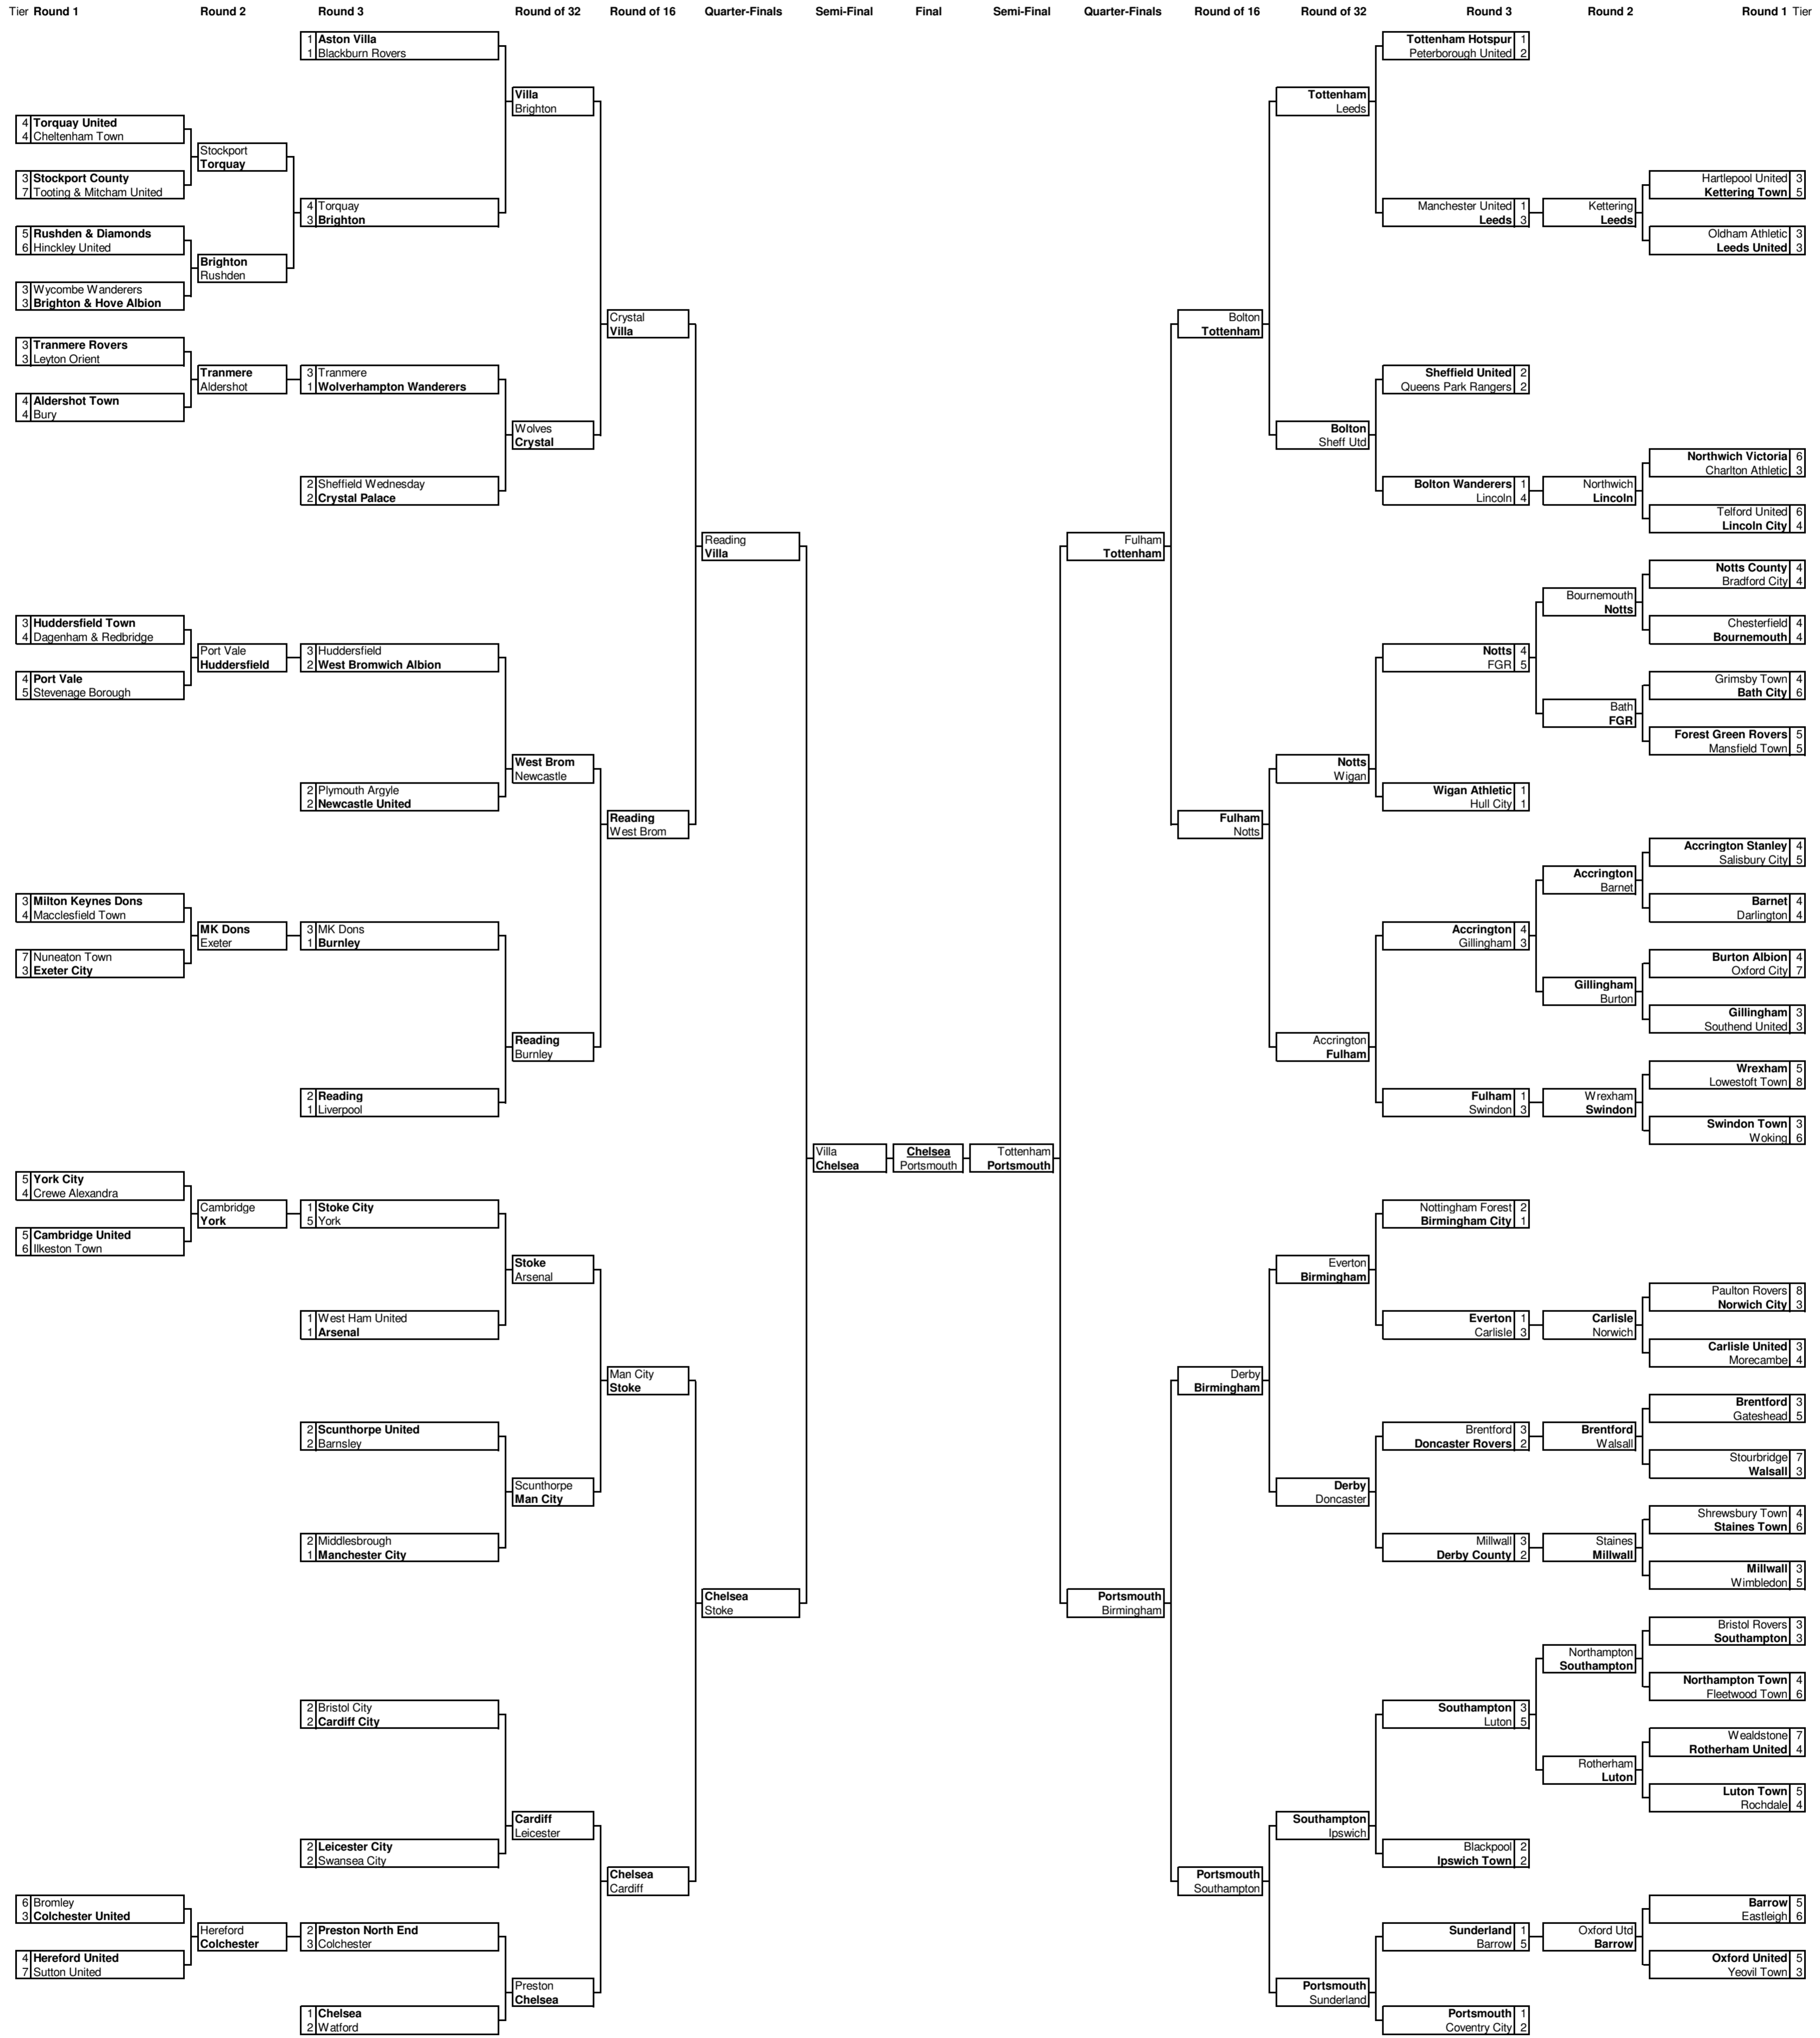 Tier Round 1 Round 2 Round 3 Round of 32 Round of 16 Quarter-Finals Semi-Final Final Semi-Final Quarter-Finals Round of 16 Round of 32 Round 3 Round 2 Round 1 Tier
4 Torquay United
4 Cheltenham Town
3 Stockport County
7 Tooting & Mitcham United
5 Rushden & Diamonds
6 Hinckley United
3 Wycombe Wanderers
3 Brighton & Hove Albion
3 Tranmere Rovers
3 Leyton Orient
4 Aldershot Town
4 Bury
3 Huddersfield Town
4 Dagenham & Redbridge
4 Port Vale
5 Stevenage Borough
3 Milton Keynes Dons
4 Macclesfield Town
7 Nuneaton Town
3 Exeter City
5 York City
4 Crewe Alexandra
5 Cambridge United
6 Ilkeston Town
6 Bromley
3 Colchester United
4 Hereford United
7 Sutton United
Stockport
Torquay
Brighton
Rushden
Tranmere
Aldershot
Port Vale
Huddersfield
MK Dons
Exeter
Cambridge
York
Hereford
Colchester
1 Aston Villa
1 Blackburn Rovers
4 Torquay
3 Brighton
3 Tranmere
1 Wolverhampton Wanderers
2 Sheffield Wednesday
2 Crystal Palace
3 Huddersfield
2 West Bromwich Albion
2 Plymouth Argyle
2 Newcastle United
3 MK Dons
1 Burnley
2 Reading
1 Liverpool
1 Stoke City
5 York
1 West Ham United
1 Arsenal
2 Scunthorpe United
2 Barnsley
2 Middlesbrough
1 Manchester City
2 Bristol City
2 Cardiff City
2 Leicester City
2 Swansea City
2 Preston North End
3 Colchester
1 Chelsea
2 Watford
Villa
Brighton
Wolves
Crystal
West Brom
Newcastle
Reading
Burnley
Stoke
Arsenal
Scunthorpe
Man City
Cardiff
Leicester
Preston
Chelsea
Crystal
Villa
Reading
West Brom
Man City
Stoke
Chelsea
Cardiff
Reading
Villa
Chelsea
Stoke
Villa
Chelsea
Chelsea
Portsmouth
Tottenham
Portsmouth
Fulham
Tottenham
Portsmouth
Birmingham
Bolton
Tottenham
Fulham
Notts
Derby
Birmingham
Portsmouth
Southampton
Tottenham
Leeds
Bolton
Sheff Utd
Notts
Wigan
Accrington
Fulham
Everton
Birmingham
Derby
Doncaster
Southampton
Ipswich
Portsmouth
Sunderland
Tottenham Hotspur 1
Peterborough United 2
Manchester United 1
Leeds 3
Sheffield United 2
Queens Park Rangers 2
Bolton Wanderers 1
Lincoln 4
Notts 4
FGR 5
Wigan Athletic 1
Hull City 1
Accrington 4
Gillingham 3
Fulham 1
Swindon 3
Nottingham Forest 2
Birmingham City 1
Everton 1
Carlisle 3
Brentford 3
Doncaster Rovers 2
Millwall 3
Derby County 2
Southampton 3
Luton 5
Blackpool 2
Ipswich Town 2
Sunderland 1
Barrow 5
Portsmouth 1
Coventry City 2
Kettering
Leeds
Northwich
Lincoln
Bournemouth
Notts
Bath
FGR
Accrington
Barnet
Gillingham
Burton
Wrexham
Swindon
Carlisle
Norwich
Brentford
Walsall
Staines
Millwall
Northampton
Southampton
Rotherham
Luton
Oxford Utd
Barrow
Hartlepool United 3
Kettering Town 5
Oldham Athletic 3
Leeds United 3
Northwich Victoria 6
Charlton Athletic 3
Telford United 6
Lincoln City 4
Notts County 4
Bradford City 4
Chesterfield 4
Bournemouth 4
Grimsby Town 4
Bath City 6
Forest Green Rovers 5
Mansfield Town 5
Accrington Stanley 4
Salisbury City 5
Barnet 4
Darlington 4
Burton Albion 4
Oxford City 7
Gillingham 3
Southend United 3
Wrexham 5
Lowestoft Town 8
Swindon Town 3
Woking 6
Paulton Rovers 8
Norwich City 3
Carlisle United 3
Morecambe 4
Brentford 3
Gateshead 5
Stourbridge 7
Walsall 3
Shrewsbury Town 4
Staines Town 6
Millwall 3
Wimbledon 5
Bristol Rovers 3
Southampton 3
Northampton Town 4
Fleetwood Town 6
Wealdstone 7
Rotherham United 4
Luton Town 5
Rochdale 4
Barrow 5
Eastleigh 6
Oxford United 5
Yeovil Town 3